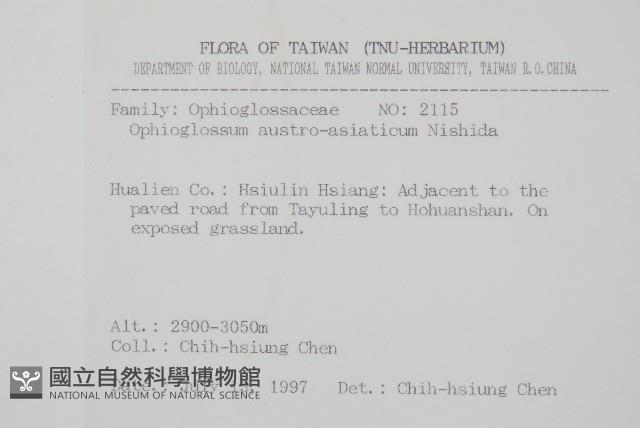 FLORA OF TAIWAN (TNU-HERBARIUM)
DEPARTMENT OF BIOLOGY, NATIONAL TAIWAN NORMAL UNIVERSITY, TAIWAN R.O.CHINA
Family: Ophioglossaceae NO: 2115
Ophioglossum austro-asiaticum Nishida
Hualien Co.: Hsiulin Hsiang: Adjacent to the
paved road from Tayuling to Hohuanshan. On
exposed grassland.
Alt.: 2900-3050m
Coll.: Chih-hsiung Chen
Date.: July 1997 Det.: Chih-hsiung Chen
國立自然科學博物館
NATIONAL MUSEUM OF NATURAL SCIENCE